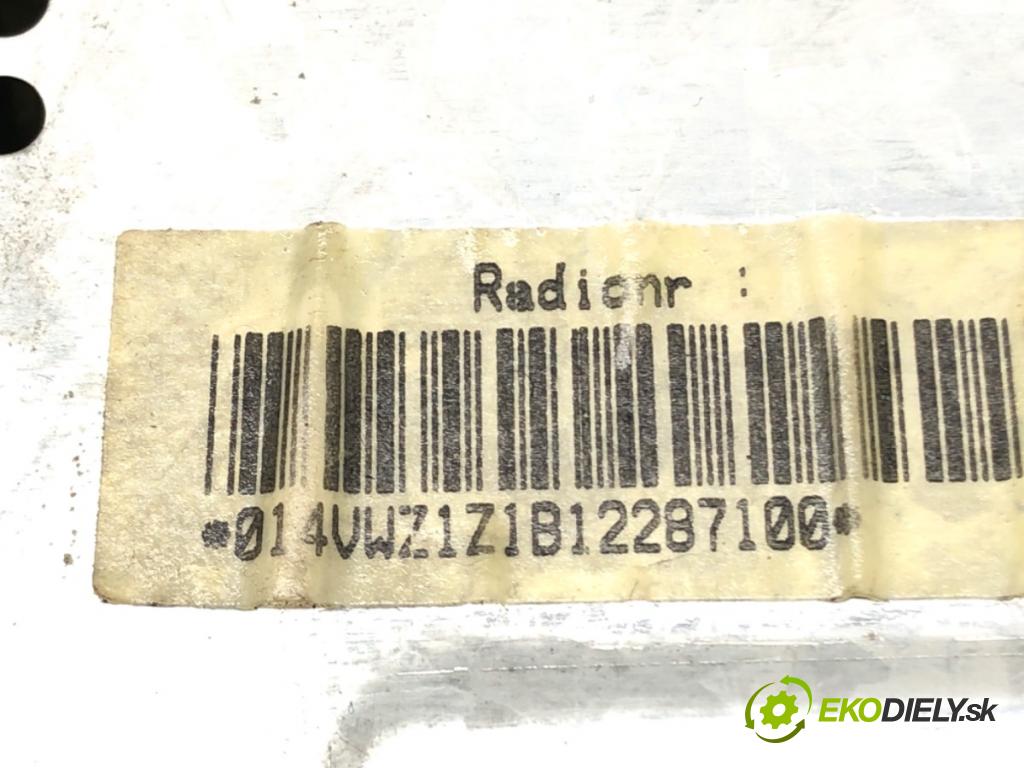 Radionr :
*014VWZ1Z1B12287100*
EKODIELY.sk